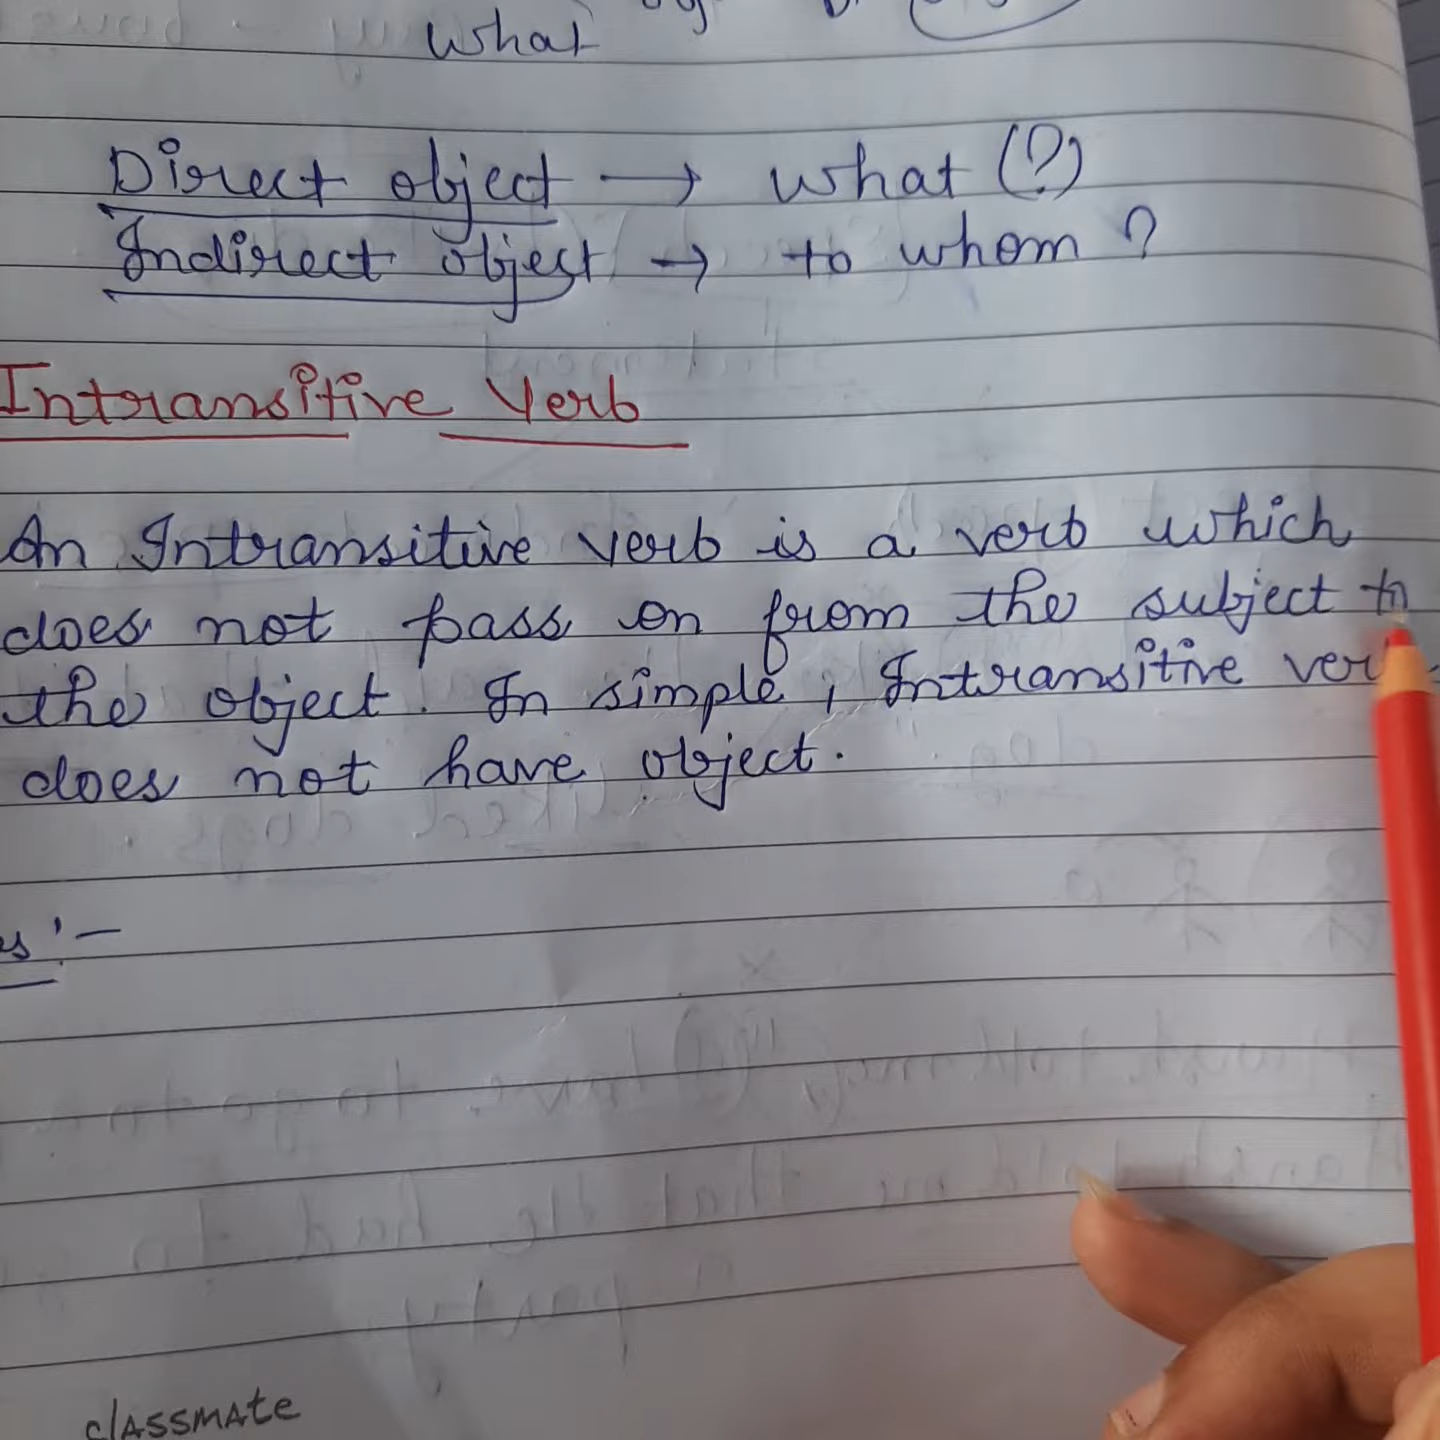 What
Direct object → what (?)
Indirect object → to whom ?
Intransitive Verb
An Intransitive verb is a verb which
does not pass on from the subject to
the object. In simple, Intransitive ver
does not have object.
es :-
classmate